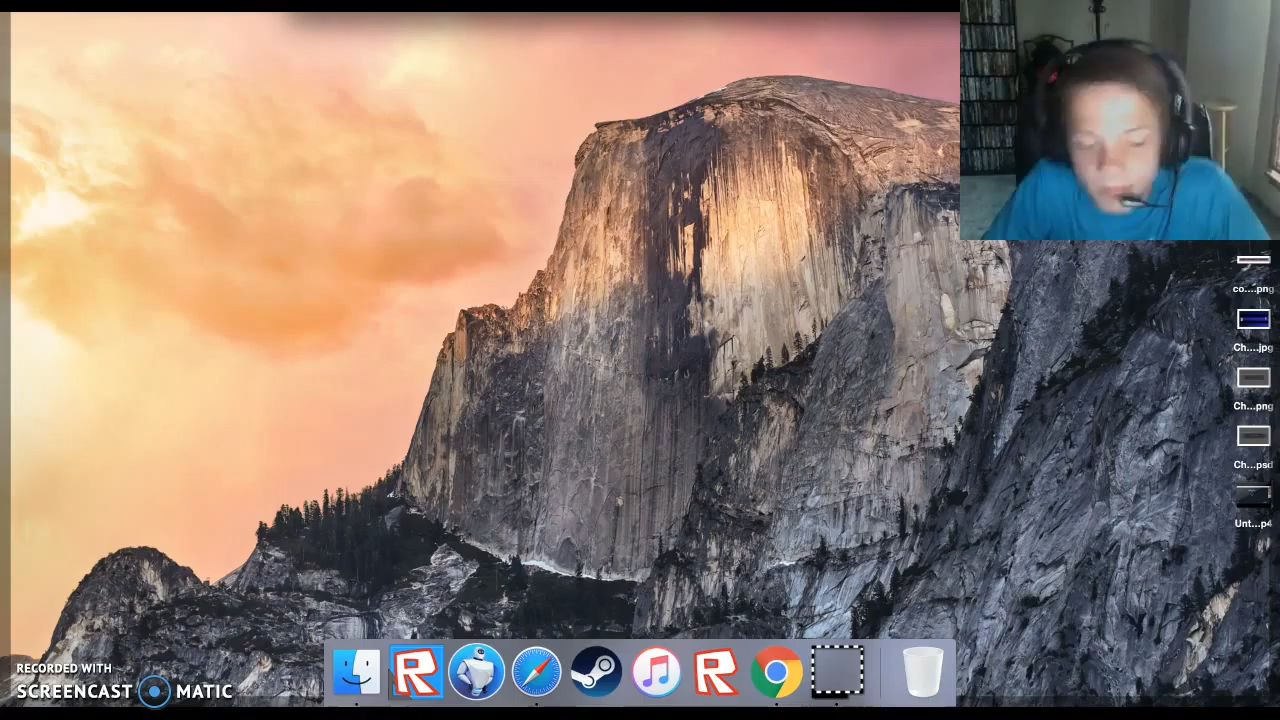 co....png
Ch....jpg
Ch...png
Ch...psd
Unt...p4
RECORDED WITH
SCREENCAST MATIC